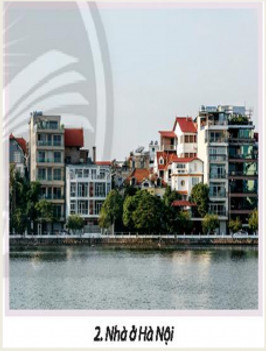 2. Nhà ở Hà Nội